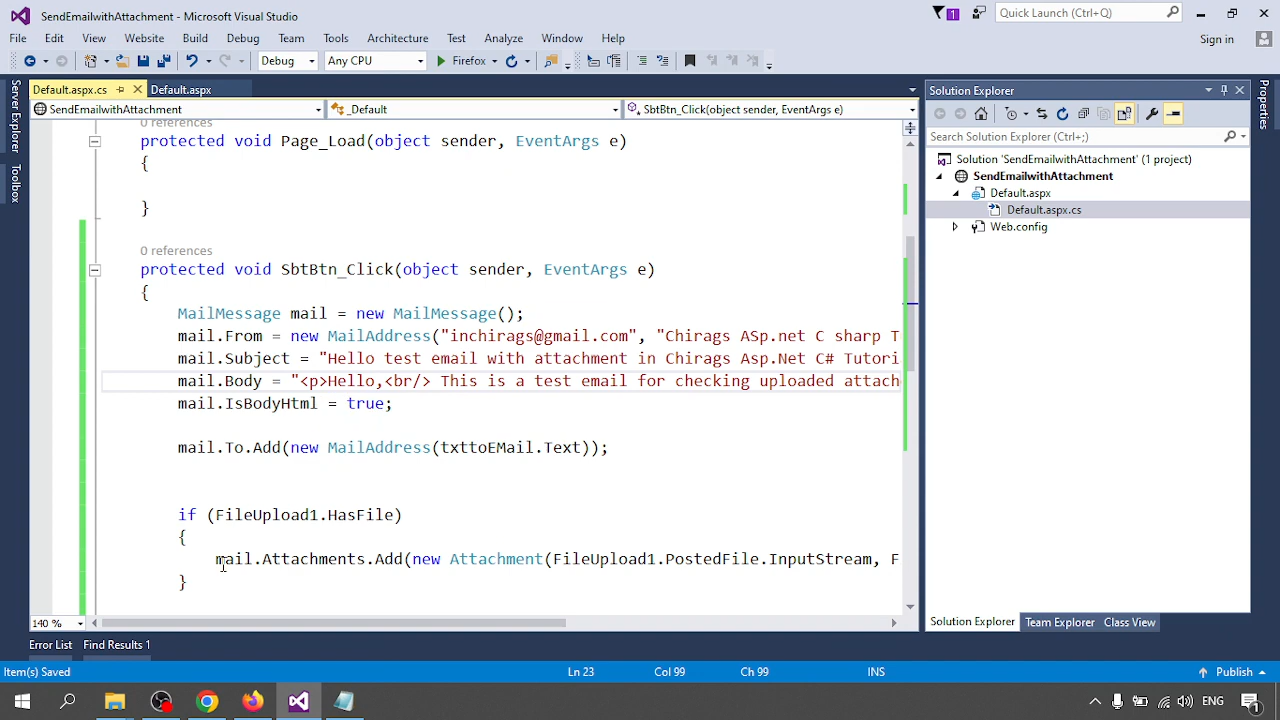 SendEmailwithAttachment - Microsoft Visual Studio
1
Quick Launch (Ctrl+Q)
File Edit View Website Build Debug Team Tools Architecture Test Analyze Window Help
Sign in
Debug Any CPU Firefox
Default.aspx.cs Default.aspx
SendEmailwithAttachment _Default SbtBtn_Click(object sender, EventArgs e)
Server Explorer
Toolbox
0 references
protected void Page_Load(object sender, EventArgs e)
{
}
0 references
protected void SbtBtn_Click(object sender, EventArgs e)
{
MailMessage mail = new MailMessage();
mail.From = new MailAddress("inchirags@gmail.com", "Chirags ASp.net C sharp T
mail.Subject = "Hello test email with attachment in Chirags Asp.Net C# Tutori
mail.Body = "<p>Hello,<br/> This is a test email for checking uploaded attach
mail.IsBodyHtml = true;
mail.To.Add(new MailAddress(txttoEMail.Text));
if (FileUpload1.HasFile)
{
mail.Attachments.Add(new Attachment(FileUpload1.PostedFile.InputStream, F
}
140 %
Solution Explorer
Search Solution Explorer (Ctrl+;)
Solution 'SendEmailwithAttachment' (1 project)
SendEmailwithAttachment
Default.aspx
Default.aspx.cs
Web.config
Solution Explorer Team Explorer Class View
Properties
Error List Find Results 1
Item(s) Saved Ln 23 Col 99 Ch 99 INS Publish
ENG
1